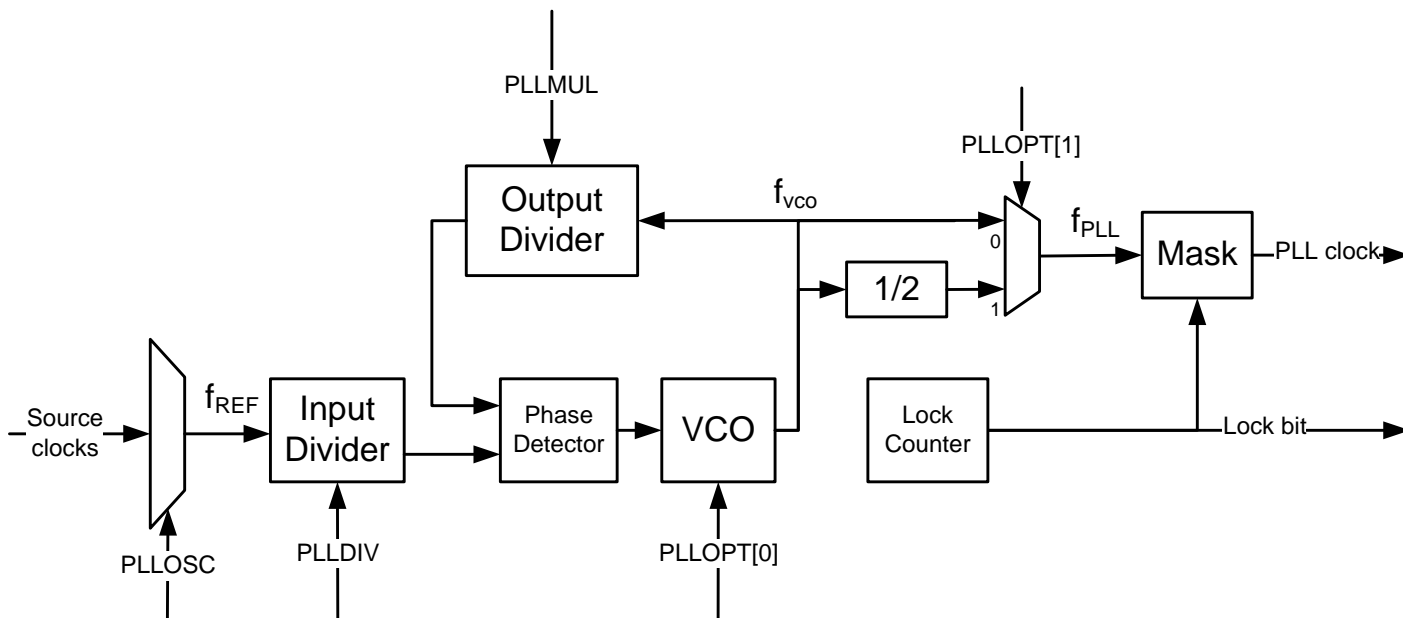 PLLMUL
PLLOPT[1]
Output
Divider
fvco
0
fPLL
Mask
PLL clock
1/2
1
Source
clocks
fREF
Input
Divider
Phase
Detector
VCO
Lock
Counter
Lock bit
PLLOSC
PLLDIV
PLLOPT[0]